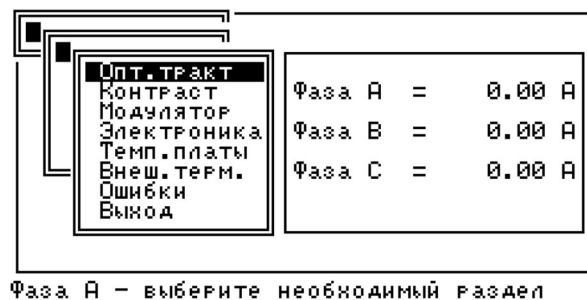 Опт.тракт
Контраст
Модулятор
Электроника
Темп.платы
Внеш.терм.
Ошибки
Выход
Фаза A = 0.00 A
Фаза B = 0.00 A
Фаза C = 0.00 A
Фаза A - выберите необходимый раздел